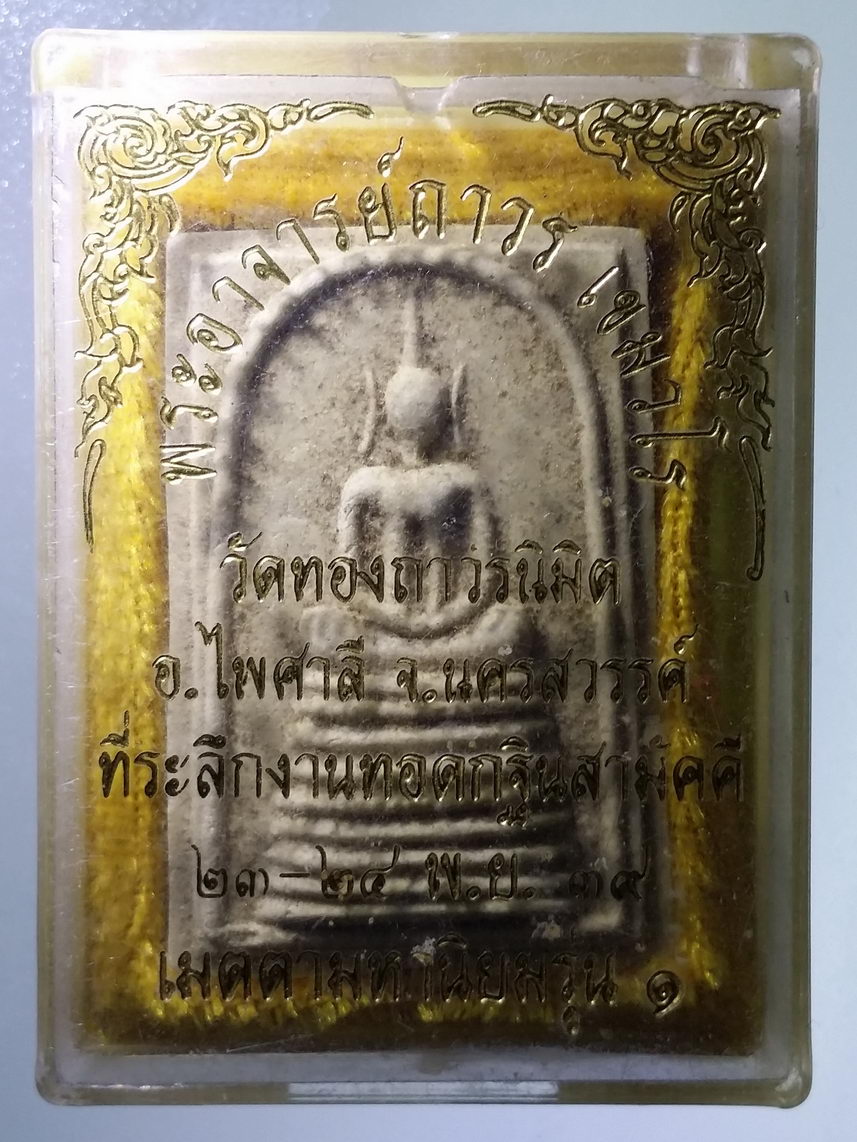 พระอาจารย์ถาวร เขมวโร
วัดทองถาวรนิมิต
อ.ไพศาลี จ.นครสวรรค์
ที่ระลึกงานทอดกฐินสามัคคี
๒๓-๒๔ พ.ย. ๓๙
เมตตามหานิยมรุ่น ๑